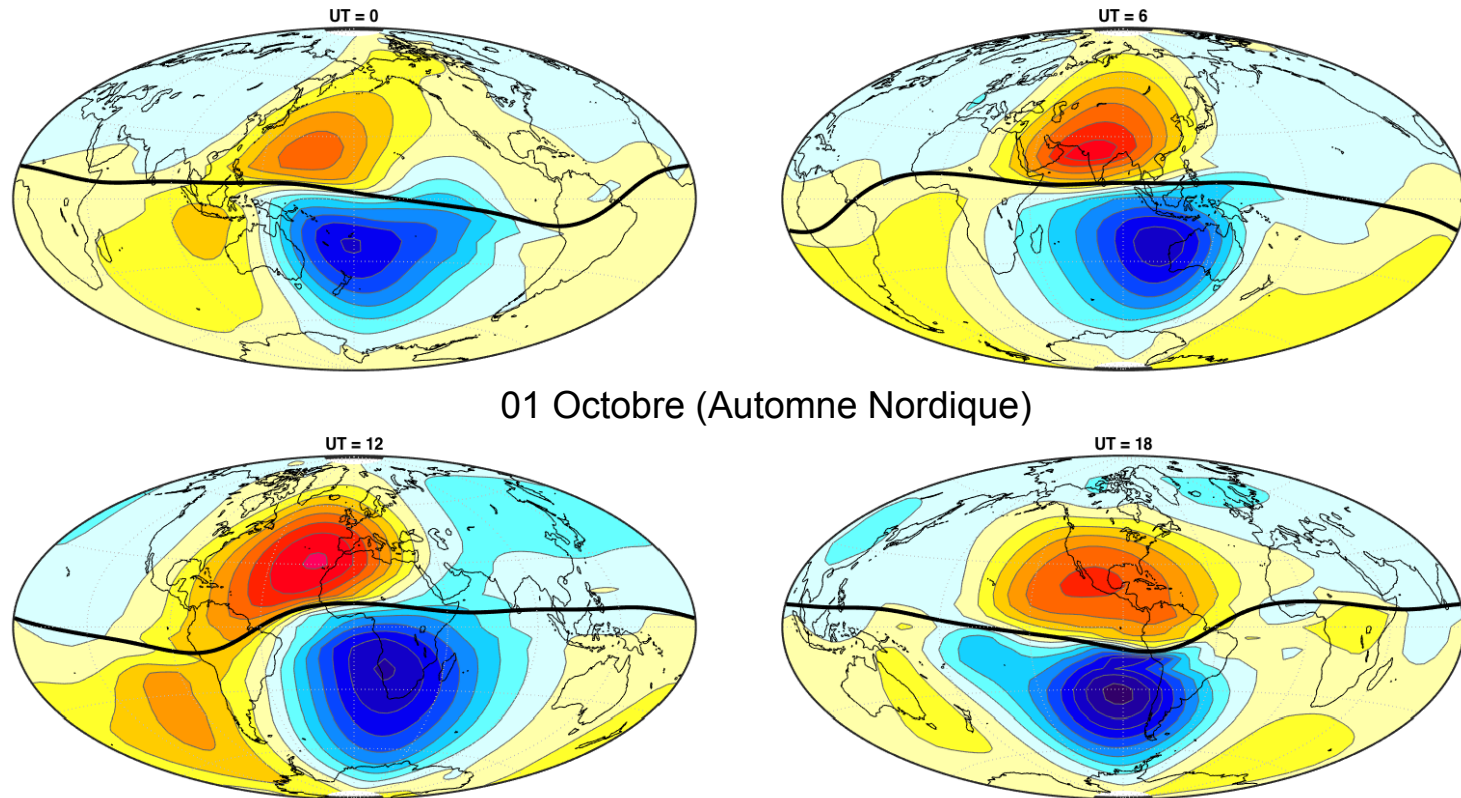 UT = 0
UT = 6
01 Octobre (Automne Nordique)
UT = 12
UT = 18